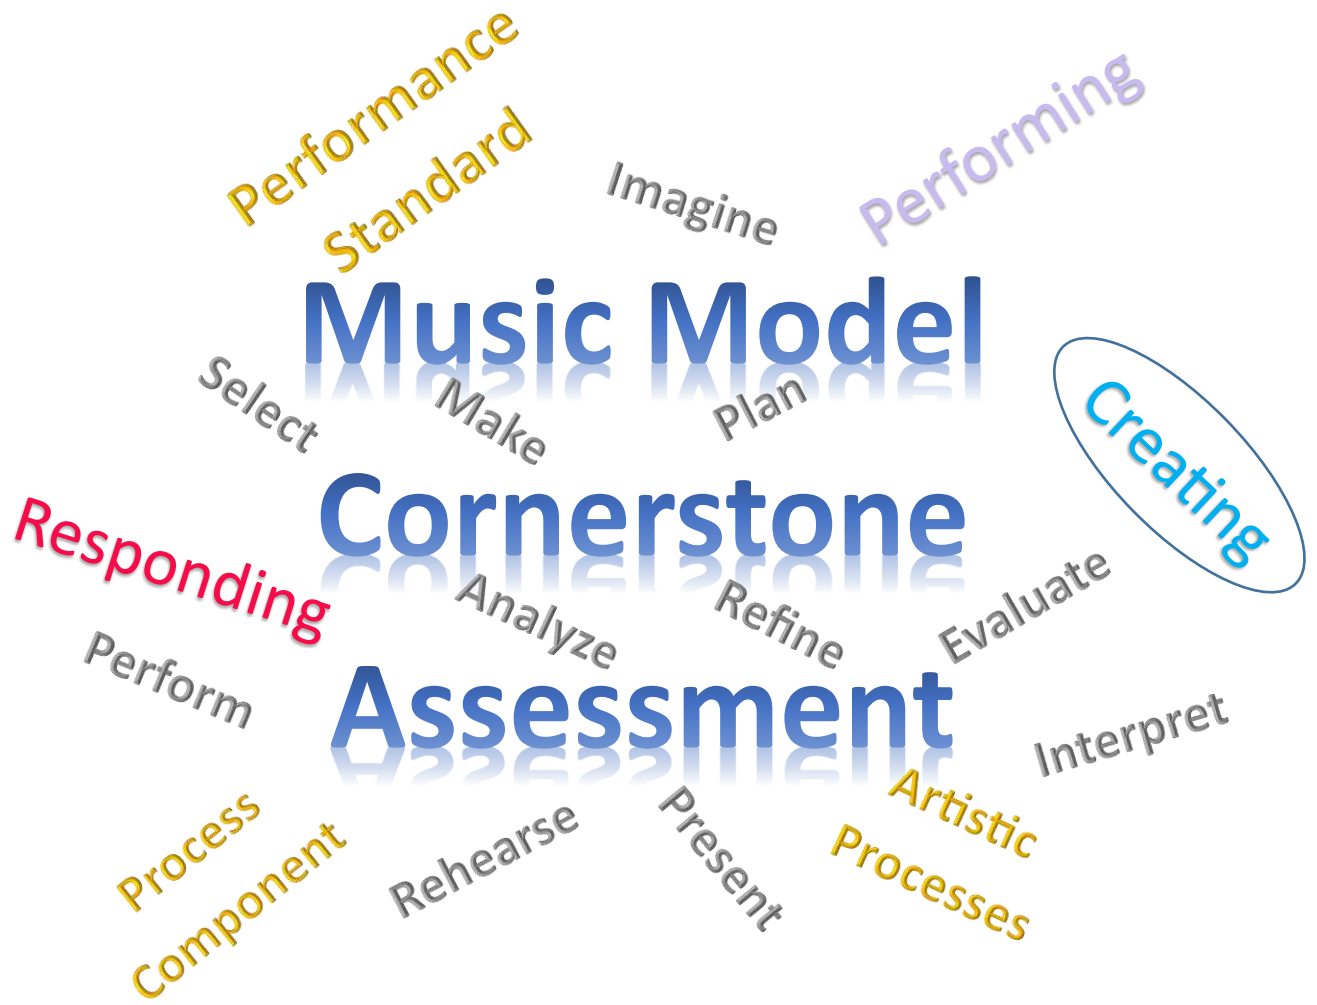 Performance
Standard
Performing
Imagine
Music Model
Select
Make
Plan
Creating
Cornerstone
Responding
Analyze
Refine
Evaluate
Perform
Assessment
Interpret
Process
Component
Rehearse
Present
Artistic
Processes